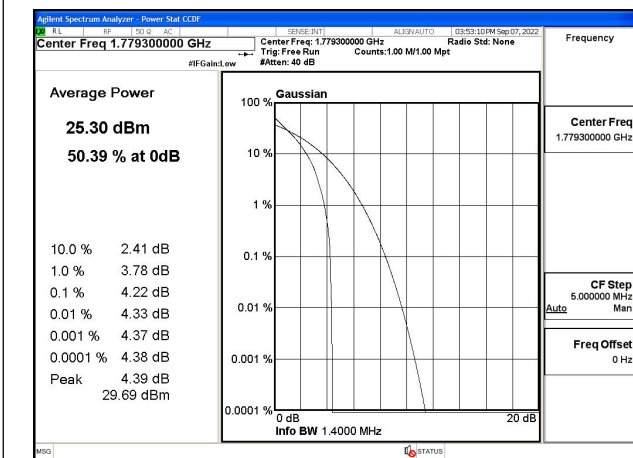 Agilent Spectrum Analyzer - Power Stat CCDF
RL RF 50 Ω AC SENSE:INT ALIGN AUTO 03:53:10 PM Sep 07, 2022
Center Freq 1.779300000 GHz
Center Freq: 1.779300000 GHz Radio Std: None
Trig: Free Run Counts:1.00 M/1.00 Mpt
#IFGain:Low #Atten: 40 dB
Frequency
Average Power
25.30 dBm
50.39 % at 0dB
10.0 % 2.41 dB
1.0 % 3.78 dB
0.1 % 4.22 dB
0.01 % 4.33 dB
0.001 % 4.37 dB
0.0001 % 4.38 dB
Peak 4.39 dB
29.69 dBm
Gaussian
100 %
10 %
1 %
0.1 %
0.01 %
0.001 %
0.0001 %
0 dB 20 dB
Info BW 1.4000 MHz
Center Freq
1.779300000 GHz
CF Step
5.000000 MHz
Auto Man
Freq Offset
0 Hz
MSG STATUS